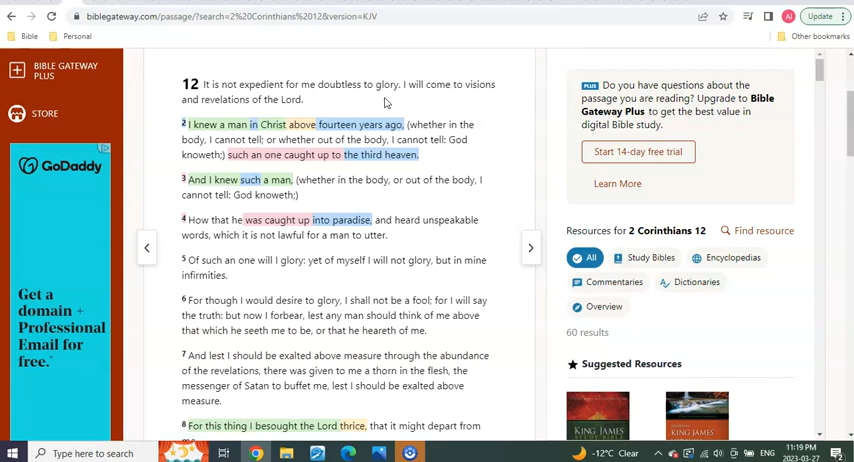 biblegateway.com/passage/?search=2%20Corinthians%2012&version=KJV
AI
Update
Bible
Personal
Other bookmarks
BIBLE GATEWAY
PLUS
STORE
GoDaddy
Get a
domain +
Professional
Email for
free.*
12 It is not expedient for me doubtless to glory. I will come to visions
and revelations of the Lord.
2 I knew a man in Christ above fourteen years ago, (whether in the
body, I cannot tell; or whether out of the body, I cannot tell: God
knoweth;) such an one caught up to the third heaven.
3 And I knew such a man, (whether in the body, or out of the body, I
cannot tell: God knoweth;)
4 How that he was caught up into paradise, and heard unspeakable
words, which it is not lawful for a man to utter.
5 Of such an one will I glory: yet of myself I will not glory, but in mine
infirmities.
6 For though I would desire to glory, I shall not be a fool; for I will say
the truth: but now I forbear, lest any man should think of me above
that which he seeth me to be, or that he heareth of me.
7 And lest I should be exalted above measure through the abundance
of the revelations, there was given to me a thorn in the flesh, the
messenger of Satan to buffet me, lest I should be exalted above
measure.
8 For this thing I besought the Lord thrice, that it might depart from
PLUS Do you have questions about the
passage you are reading? Upgrade to Bible
Gateway Plus to get the best value in
digital Bible study.
Start 14-day free trial
Learn More
Resources for 2 Corinthians 12
Find resource
All
Study Bibles
Encyclopedias
Commentaries
Dictionaries
Overview
60 results
Suggested Resources
KING JAMES
KING JAMES
Type here to search
-12°C Clear
ENG
11:19 PM
2023-03-27
2